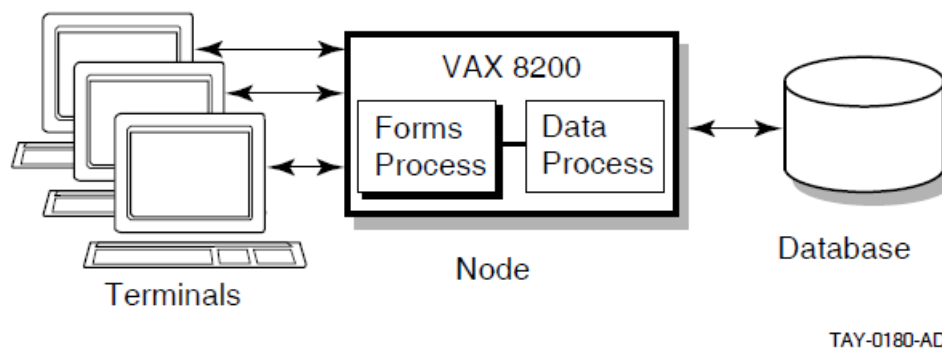 VAX 8200
Forms
Process
Data
Process
Terminals
Node
Database
TAY-0180-AD